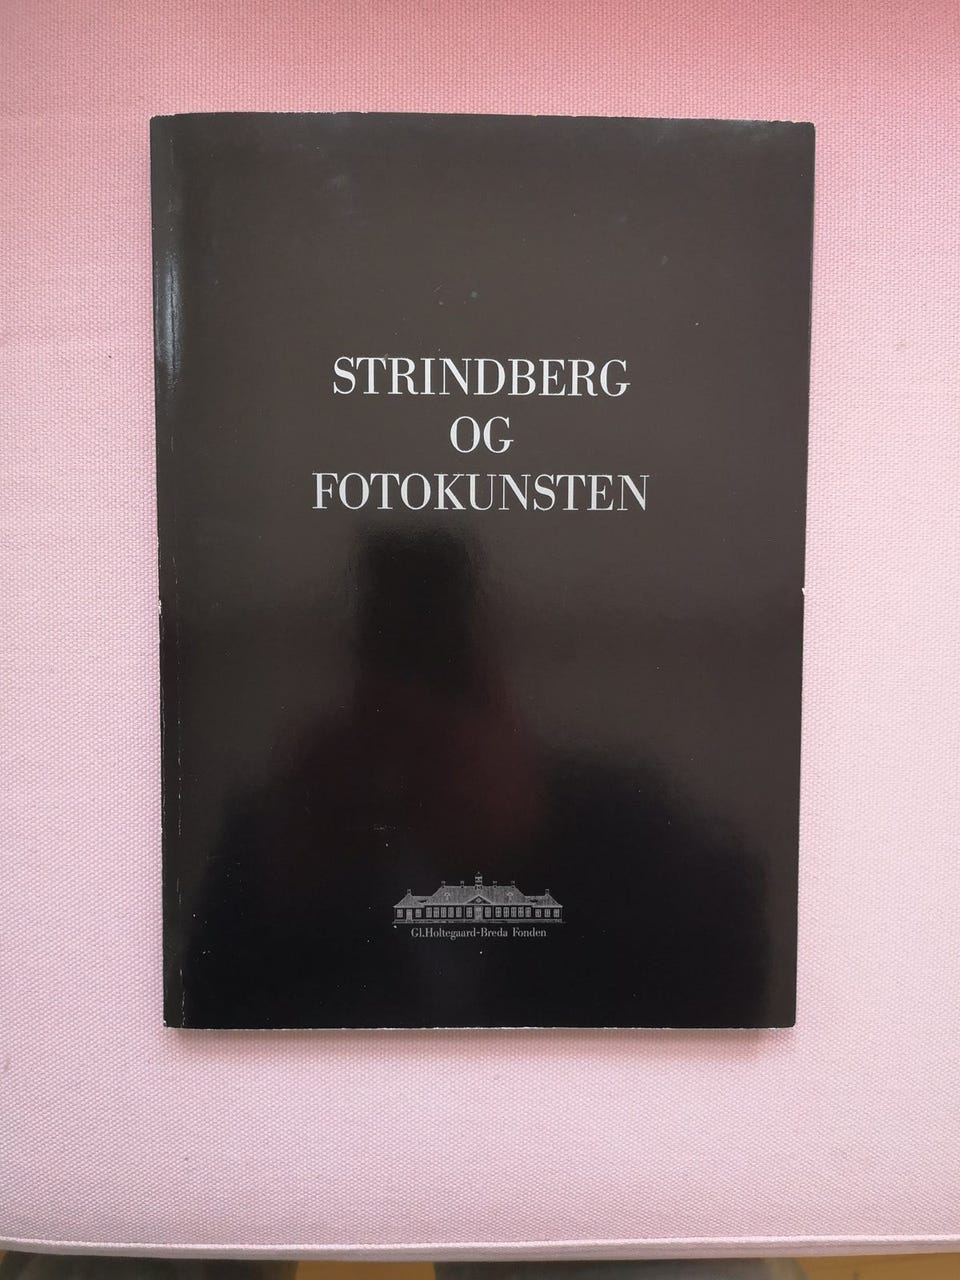 STRINDBERG
OG
FOTOKUNSTEN
Gl.Holtegaard-Breda Fonden